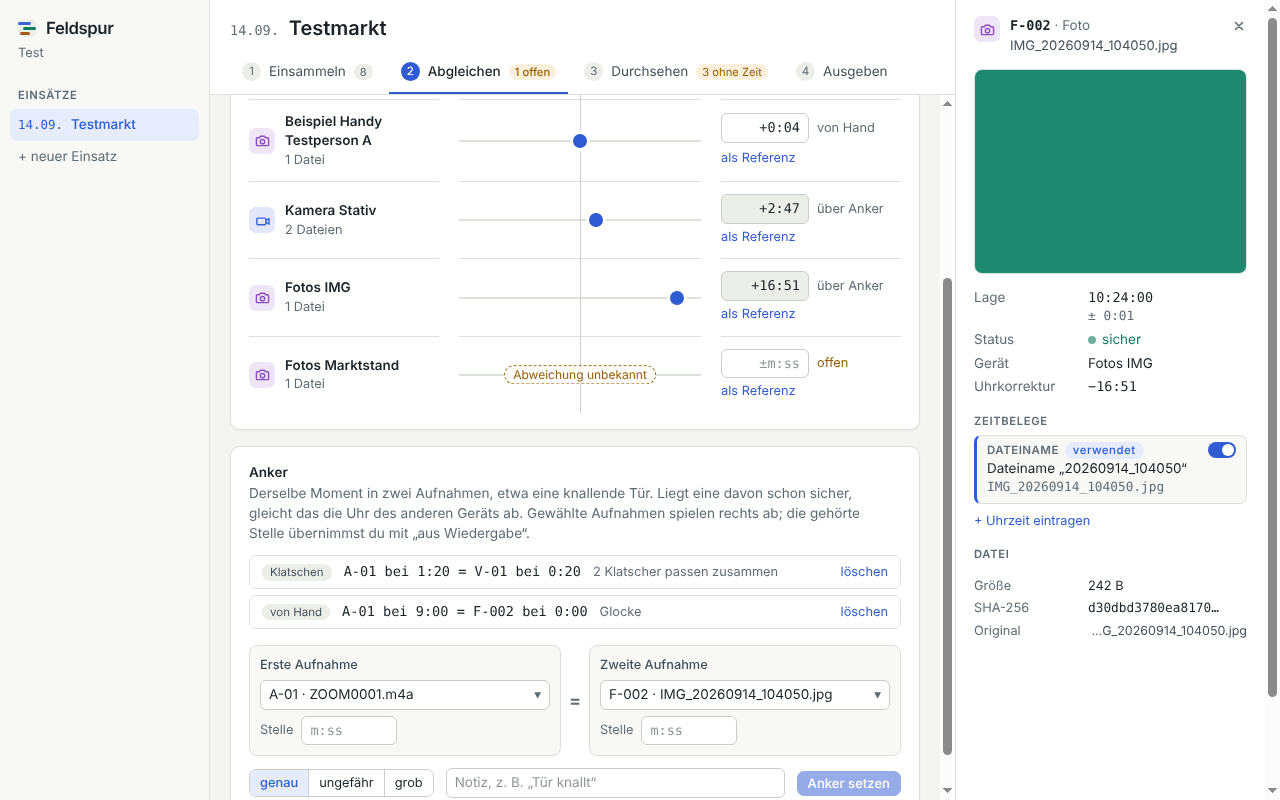 Feldspur
Test
EINSÄTZE
14.09. Testmarkt
+ neuer Einsatz
14.09. Testmarkt
1 Einsammeln 8
2 Abgleichen 1 offen
3 Durchsehen 3 ohne Zeit
4 Ausgeben
Beispiel Handy
Testperson A
1 Datei
+0:04 von Hand
als Referenz
Kamera Stativ
2 Dateien
+2:47 über Anker
als Referenz
Fotos IMG
1 Datei
+16:51 über Anker
als Referenz
Fotos Marktstand
1 Datei
Abweichung unbekannt
±m:ss offen
als Referenz
Anker
Derselbe Moment in zwei Aufnahmen, etwa eine knallende Tür. Liegt eine davon schon sicher,
gleicht das die Uhr des anderen Geräts ab. Gewählte Aufnahmen spielen rechts ab; die gehörte
Stelle übernimmst du mit „aus Wiedergabe“.
Klatschen A-01 bei 1:20 = V-01 bei 0:20 2 Klatscher passen zusammen löschen
von Hand A-01 bei 9:00 = F-002 bei 0:00 Glocke löschen
Erste Aufnahme
A-01 · ZOOM0001.m4a
Stelle m:ss
=
Zweite Aufnahme
F-002 · IMG_20260914_104050.jpg
Stelle m:ss
genau ungefähr grob Notiz, z. B. „Tür knallt“ Anker setzen
F-002 · Foto
IMG_20260914_104050.jpg
Lage 10:24:00
± 0:01
Status sicher
Gerät Fotos IMG
Uhrkorrektur −16:51
ZEITBELEGE
DATEINAME verwendet
Dateiname „20260914_104050“
IMG_20260914_104050.jpg
+ Uhrzeit eintragen
DATEI
Größe 242 B
SHA-256 d30dbd3780ea8170…
Original …G_20260914_104050.jpg